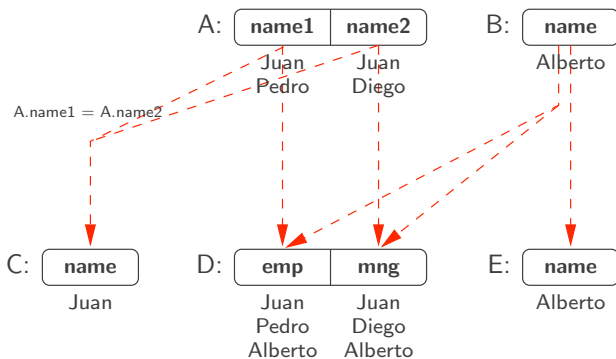 A: name1 name2 B: name
Juan Juan Alberto
Pedro Diego
A.name1 = A.name2
C: name D: emp mng E: name
Juan Juan Juan Alberto
Pedro Diego
Alberto Alberto